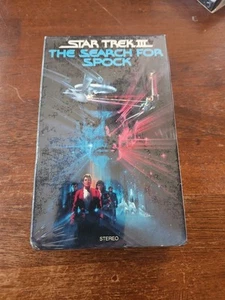 STAR TREK III
THE SEARCH FOR
SPOCK
STEREO